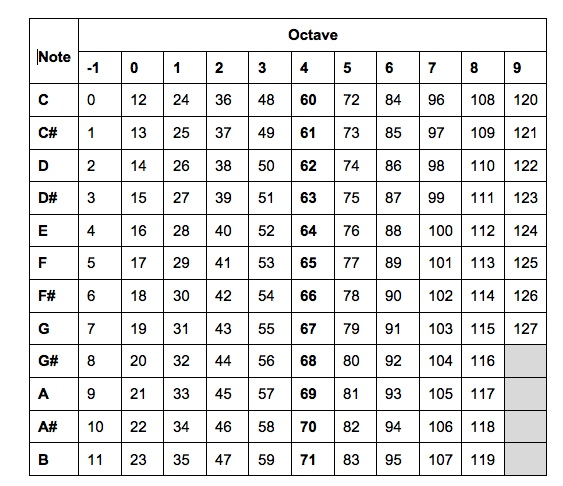 Octave
Note -1 0 1 2 3 4 5 6 7 8 9
C 0 12 24 36 48 60 72 84 96 108 120
C# 1 13 25 37 49 61 73 85 97 109 121
D 2 14 26 38 50 62 74 86 98 110 122
D# 3 15 27 39 51 63 75 87 99 111 123
E 4 16 28 40 52 64 76 88 100 112 124
F 5 17 29 41 53 65 77 89 101 113 125
F# 6 18 30 42 54 66 78 90 102 114 126
G 7 19 31 43 55 67 79 91 103 115 127
G# 8 20 32 44 56 68 80 92 104 116
A 9 21 33 45 57 69 81 93 105 117
A# 10 22 34 46 58 70 82 94 106 118
B 11 23 35 47 59 71 83 95 107 119